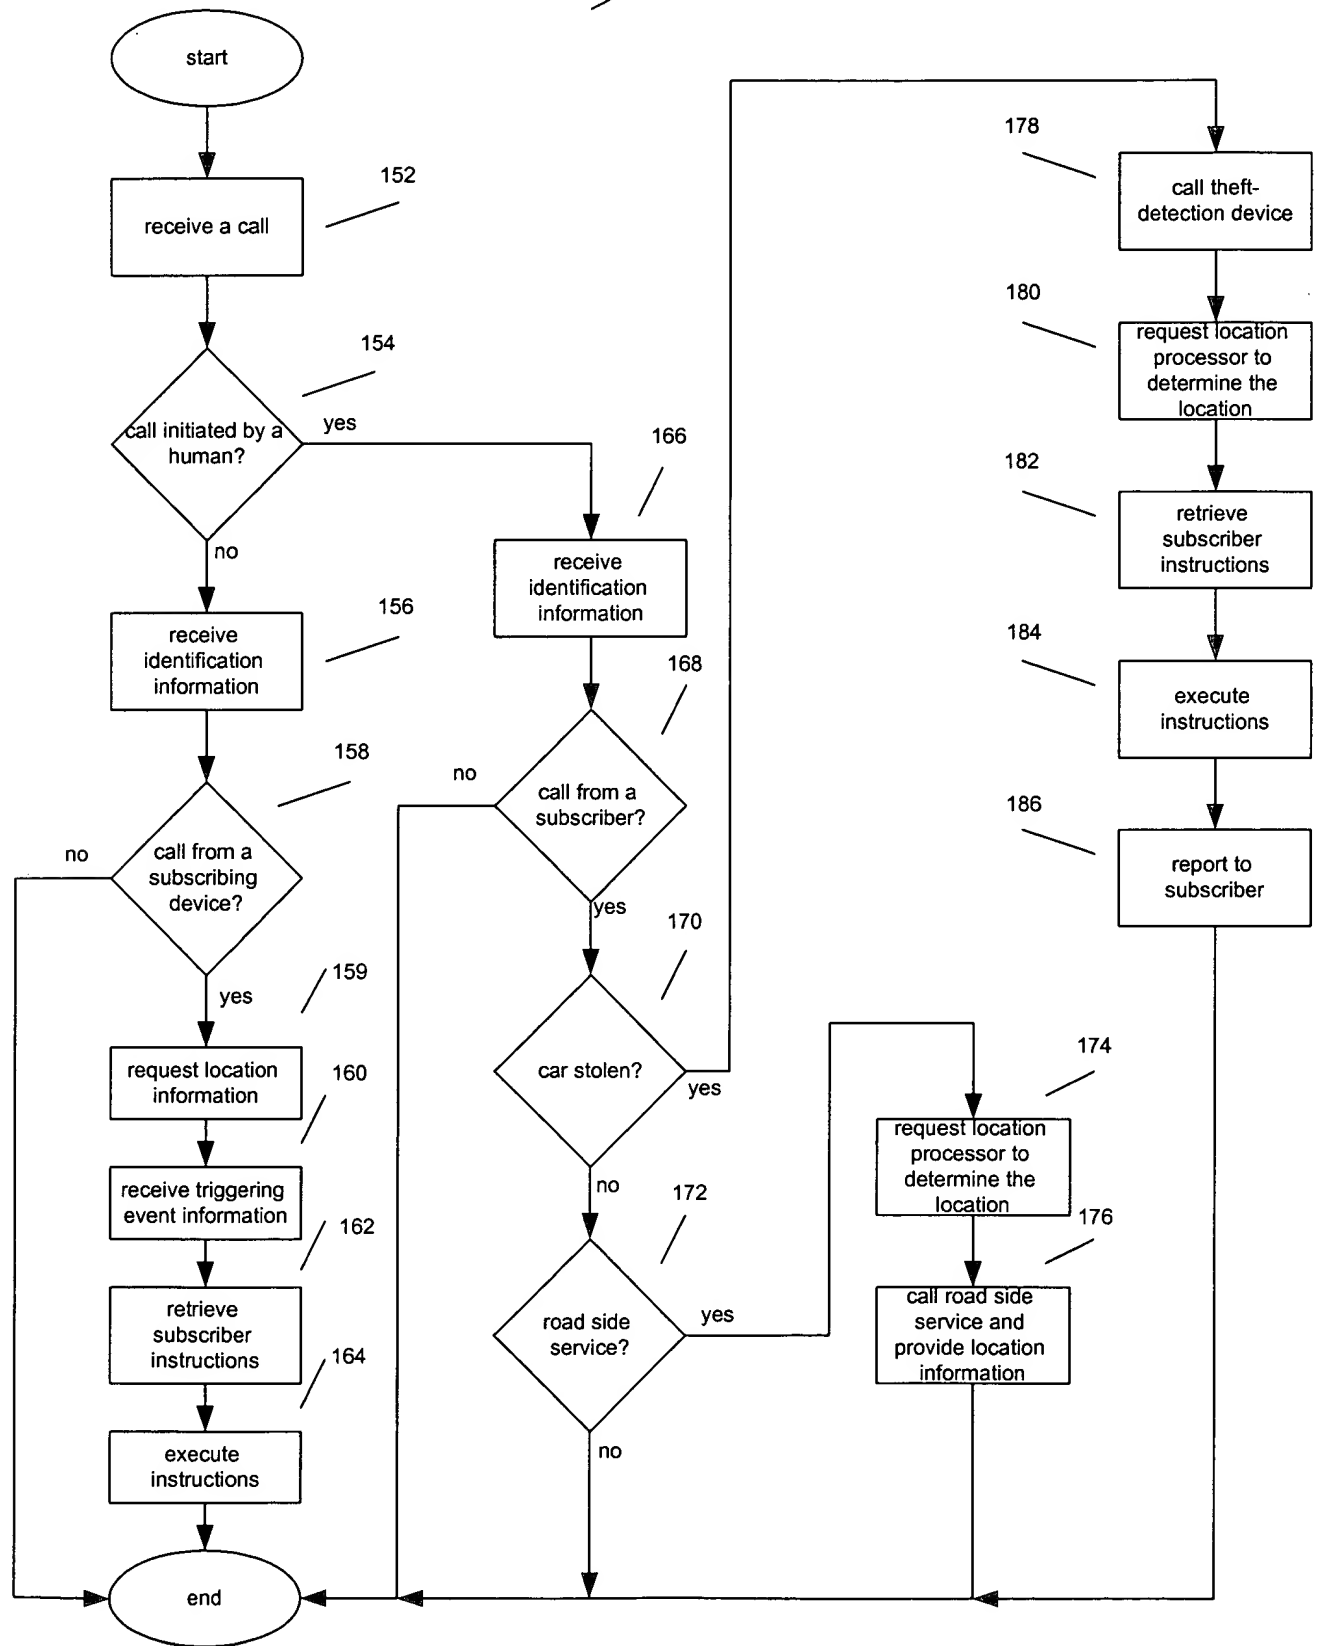 start
152
receive a call
154
call initiated by a
human?
yes
no
156
receive
identification
information
158
call from a
subscribing
device?
no
yes
159
request location
information
160
receive triggering
event information
162
retrieve
subscriber
instructions
164
execute
instructions
end
166
receive
identification
information
168
call from a
subscriber?
no
yes
170
car stolen?
yes
no
172
road side
service?
yes
no
174
request location
processor to
determine the
location
176
call road side
service and
provide location
information
178
call theft-
detection device
180
request location
processor to
determine the
location
182
retrieve
subscriber
instructions
184
execute
instructions
186
report to
subscriber